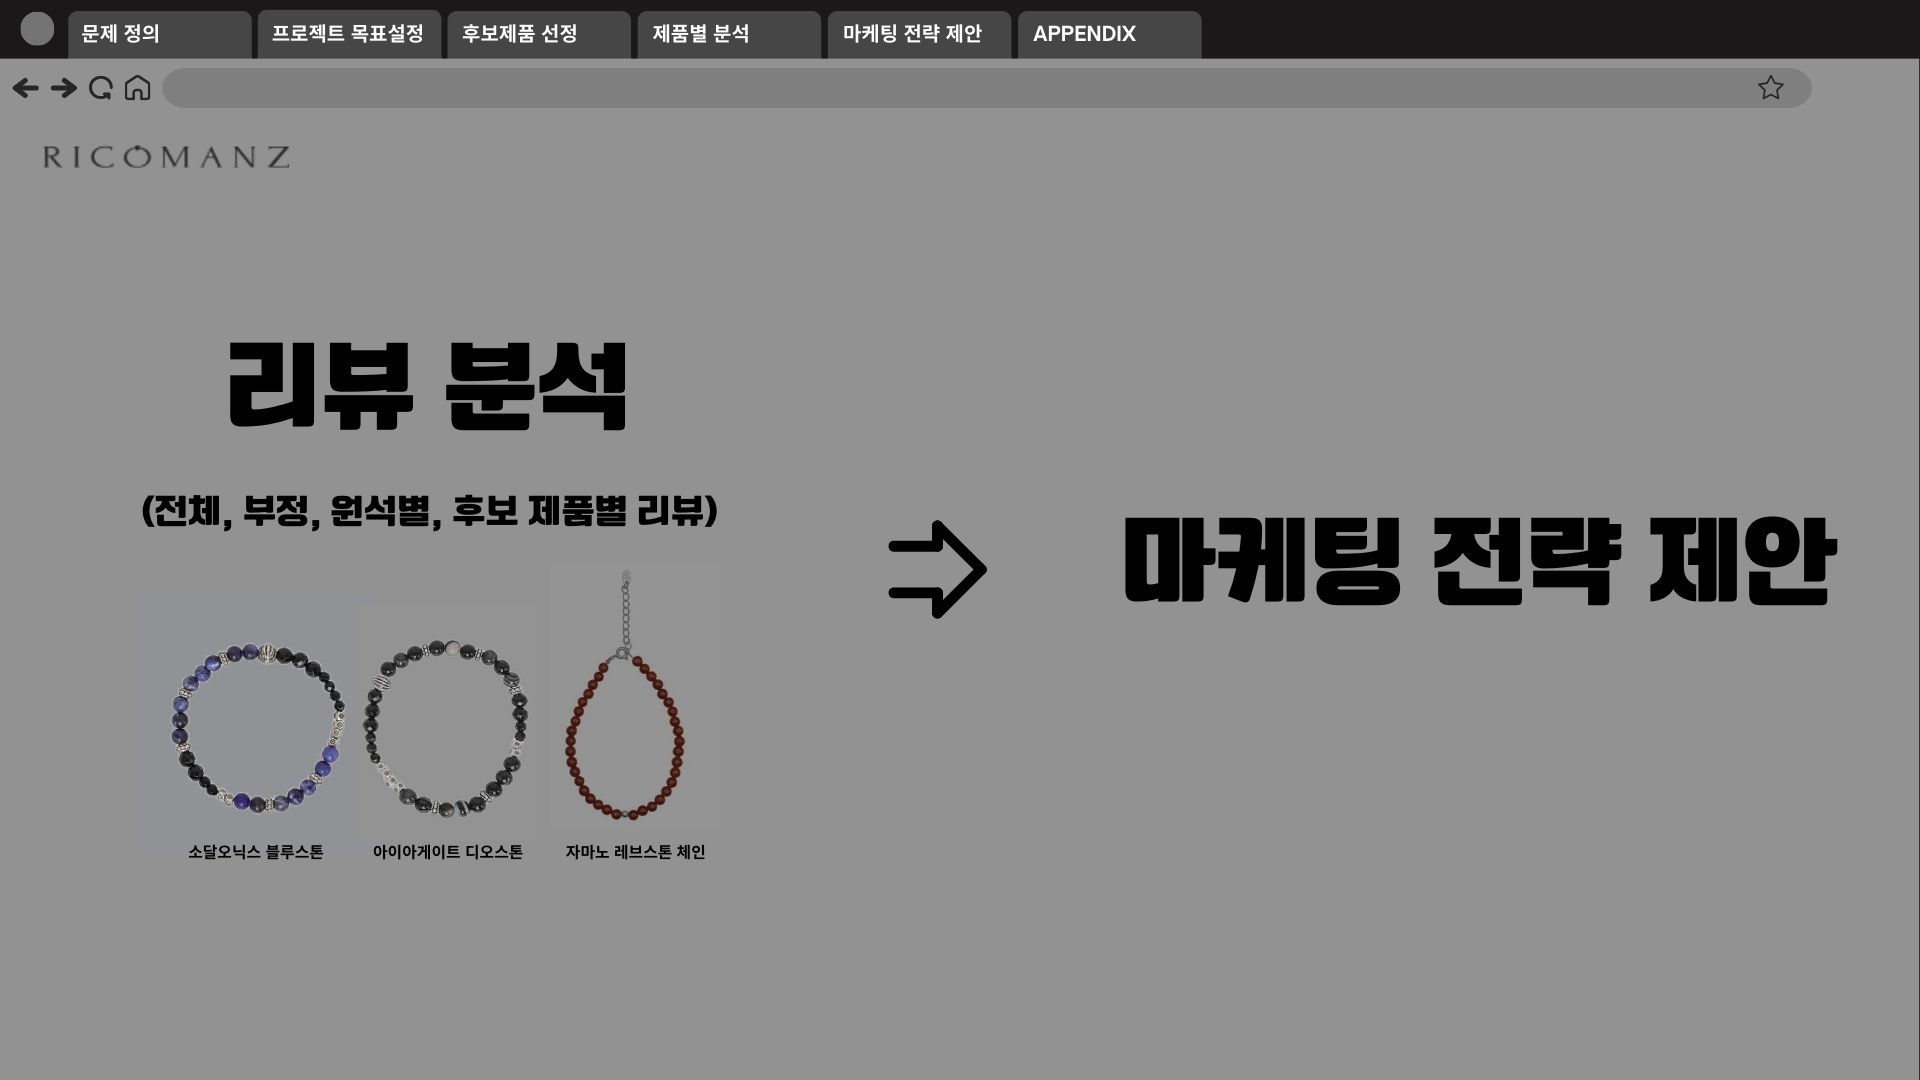 문제 정의
프로젝트 목표설정
후보제품 선정
제품별 분석
마케팅 전략 제안
APPENDIX
RICOMANZ
리뷰 분석
(전체, 부정, 원석별, 후보 제품별 리뷰)
마케팅 전략 제안
소달오닉스 블루스톤
아이아게이트 디오스톤
자마노 레브스톤 체인